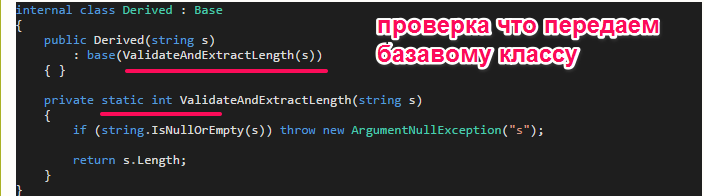 internal class Derived : Base
{
    public Derived(string s)
        : base(ValidateAndExtractLength(s))
    { }
проверка что передаем
базавому классу
    private static int ValidateAndExtractLength(string s)
    {
        if (string.IsNullOrEmpty(s)) throw new ArgumentNullException("s");
        return s.Length;
    }
}